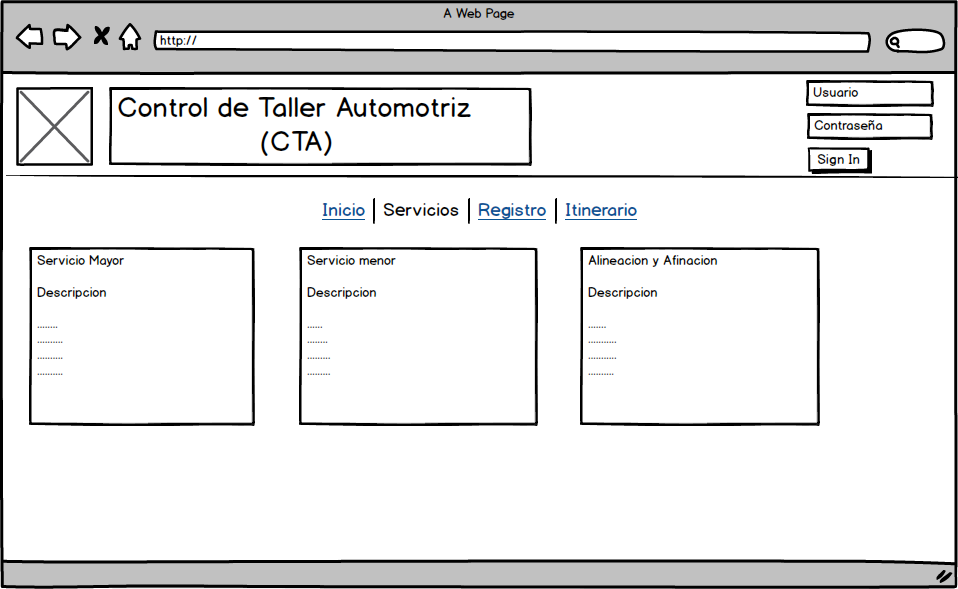 A Web Page
http://
Control de Taller Automotriz
(CTA)
Usuario
Contraseña
Sign In
Inicio | Servicios | Registro | Itinerario
Servicio Mayor
Descripcion
........
..........
..........
..........
Servicio menor
Descripcion
......
........
.........
.........
Alineacion y Afinacion
Descripcion
.......
...........
...........
..........